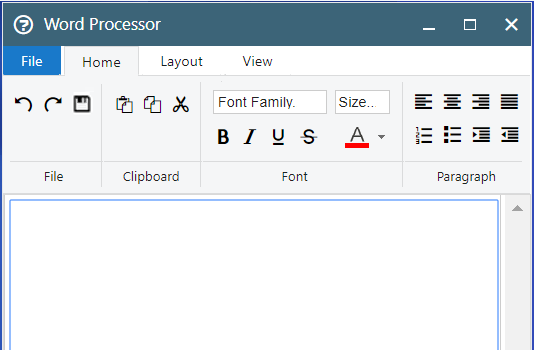 Word Processor
File Home Layout View
Font Family. Size..
B I U S A
File Clipboard Font Paragraph